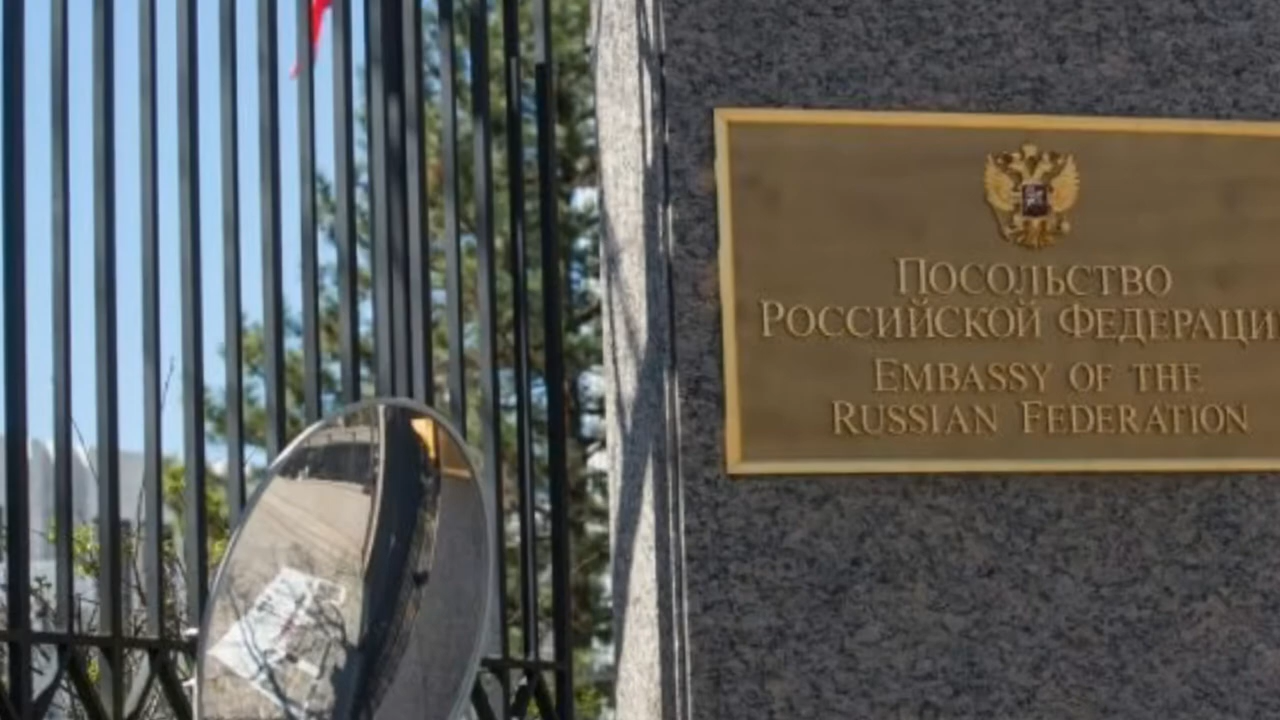 ПОСОЛЬСТВО
РОССИЙСКОЙ ФЕДЕРАЦИ
EMBASSY OF THE
RUSSIAN FEDERATION